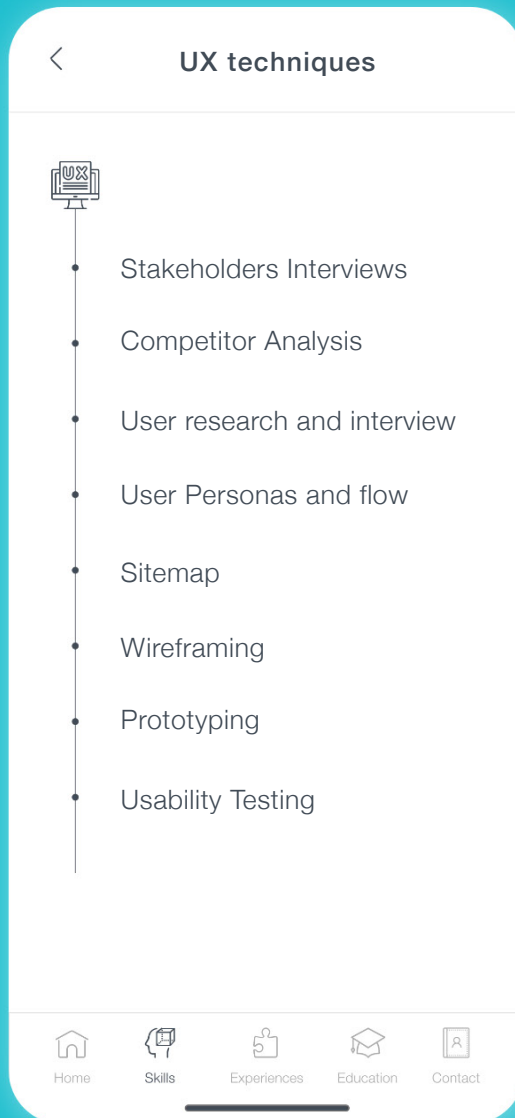 UX techniques
UX
Stakeholders Interviews
Competitor Analysis
User research and interview
User Personas and flow
Sitemap
Wireframing
Prototyping
Usability Testing
Home Skills Experiences Education Contact